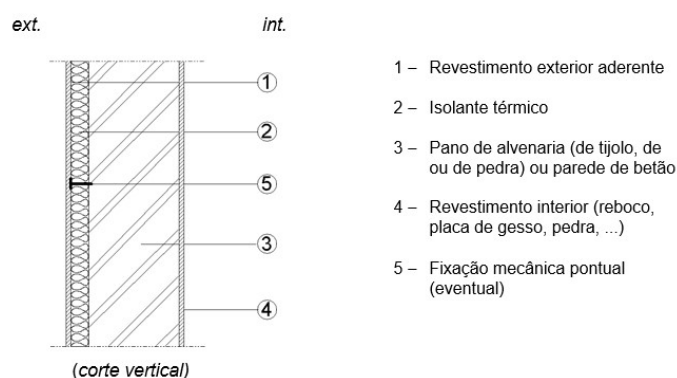 ext.
int.
1
2
5
3
4
(corte vertical)
1 – Revestimento exterior aderente
2 – Isolante térmico
3 – Pano de alvenaria (de tijolo, de
ou de pedra) ou parede de betão
4 – Revestimento interior (reboco,
placa de gesso, pedra, ...)
5 – Fixação mecânica pontual
(eventual)